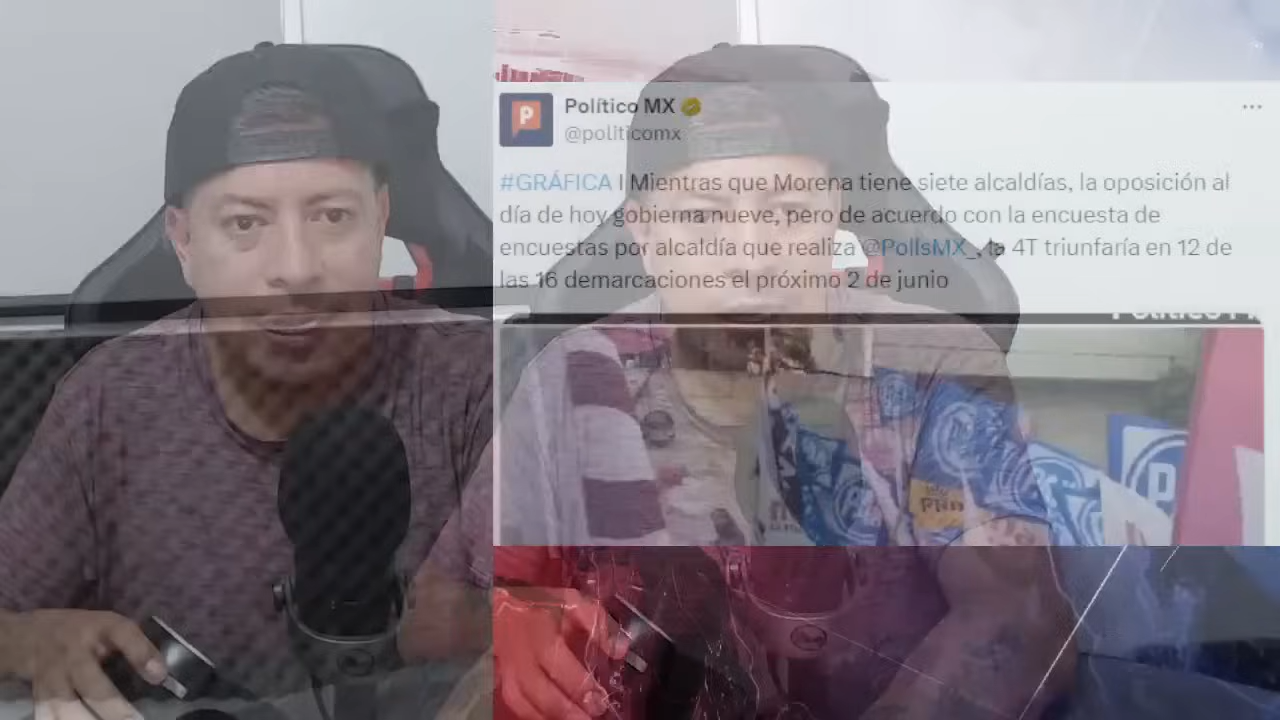 Político MX
@politicomx
#GRÁFICA | Mientras que Morena tiene siete alcaldías, la oposición al
día de hoy gobierna nueve, pero de acuerdo con la encuesta de
encuestas por alcaldía que realiza @PollsMX_, la 4T triunfaría en 12 de
las 16 demarcaciones el próximo 2 de junio